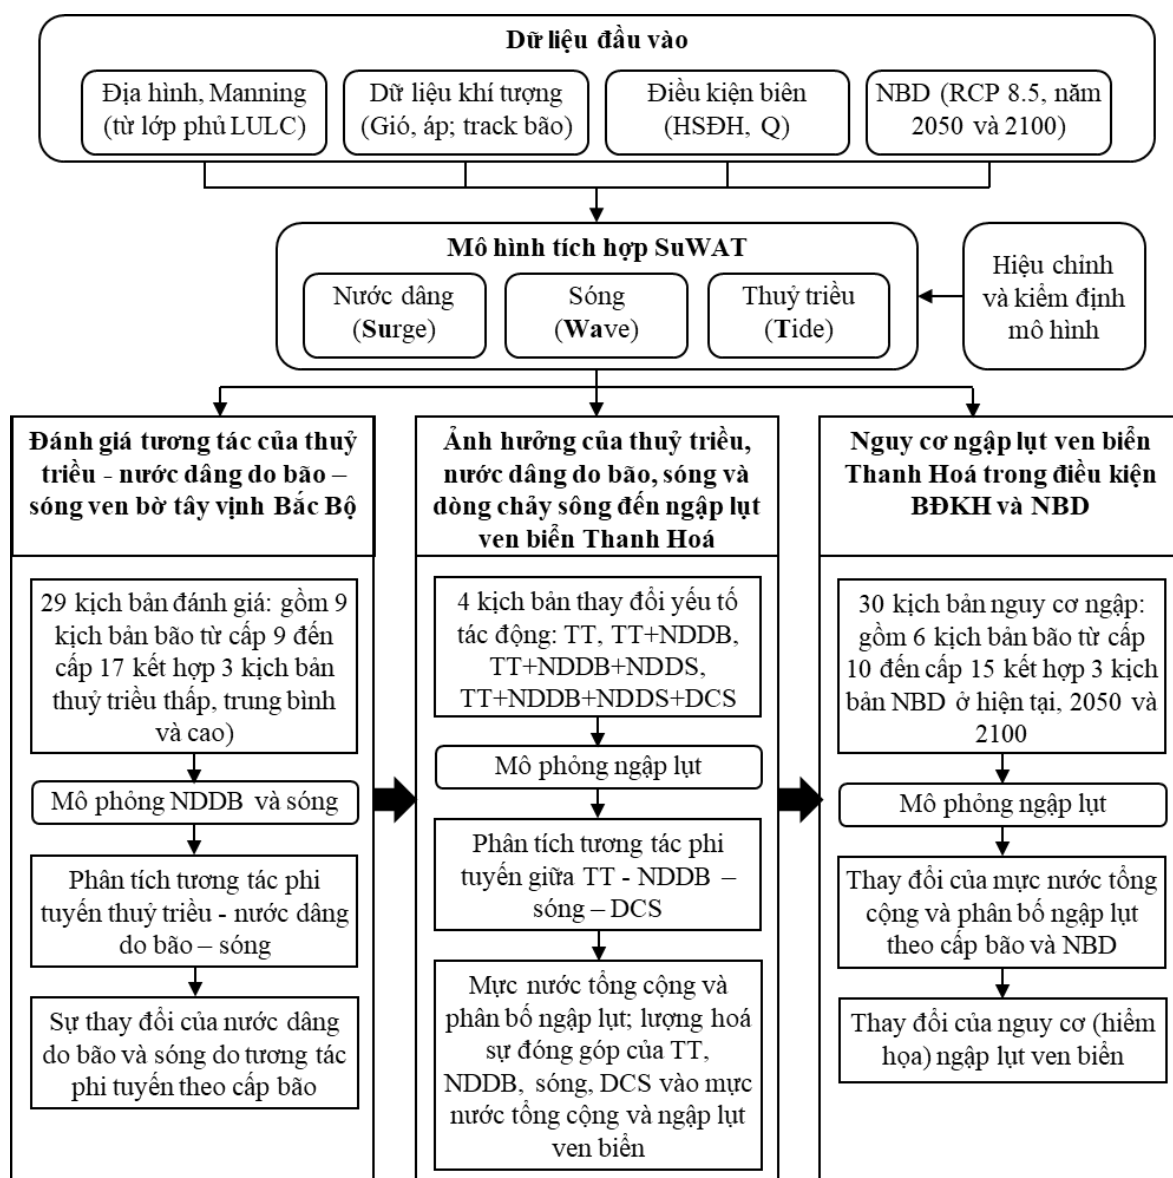 Dữ liệu đầu vào
Địa hình, Manning
(từ lớp phủ LULC)
Dữ liệu khí tượng
(Gió, áp; track bão)
Điều kiện biên
(HSĐH, Q)
NBD (RCP 8.5, năm
2050 và 2100)
Mô hình tích hợp SuWAT
Nước dâng
(Surge)
Sóng
(Wave)
Thuỷ triều
(Tide)
Hiệu chỉnh
và kiểm định
mô hình
Đánh giá tương tác của thuỷ
triều - nước dâng do bão –
sóng ven bờ tây vịnh Bắc Bộ
29 kịch bản đánh giá: gồm 9
kịch bản bão từ cấp 9 đến
cấp 17 kết hợp 3 kịch bản
thuỷ triều thấp, trung bình
và cao)
Mô phỏng NDDB và sóng
Phân tích tương tác phi
tuyến thuỷ triều - nước dâng
do bão – sóng
Sự thay đổi của nước dâng
do bão và sóng do tương tác
phi tuyến theo cấp bão
Ảnh hưởng của thuỷ triều,
nước dâng do bão, sóng và
dòng chảy sông đến ngập lụt
ven biển Thanh Hoá
4 kịch bản thay đổi yếu tố
tác động: TT, TT+NDDB,
TT+NDDB+NDDS,
TT+NDDB+NDDS+DCS
Mô phỏng ngập lụt
Phân tích tương tác phi
tuyến giữa TT - NDDB –
sóng – DCS
Mực nước tổng cộng và
phân bố ngập lụt; lượng hoá
sự đóng góp của TT,
NDDB, sóng, DCS vào mực
nước tổng cộng và ngập lụt
ven biển
Nguy cơ ngập lụt ven biển
Thanh Hoá trong điều kiện
BĐKH và NBD
30 kịch bản nguy cơ ngập:
gồm 6 kịch bản bão từ cấp
10 đến cấp 15 kết hợp 3 kịch
bản NBD ở hiện tại, 2050 và
2100
Mô phỏng ngập lụt
Thay đổi của mực nước tổng
cộng và phân bố ngập lụt
theo cấp bão và NBD
Thay đổi của nguy cơ (hiểm
họa) ngập lụt ven biển